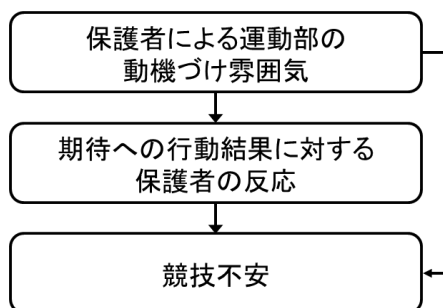 保護者による運動部の
動機づけ雰囲気
期待への行動結果に対する
保護者の反応
競技不安